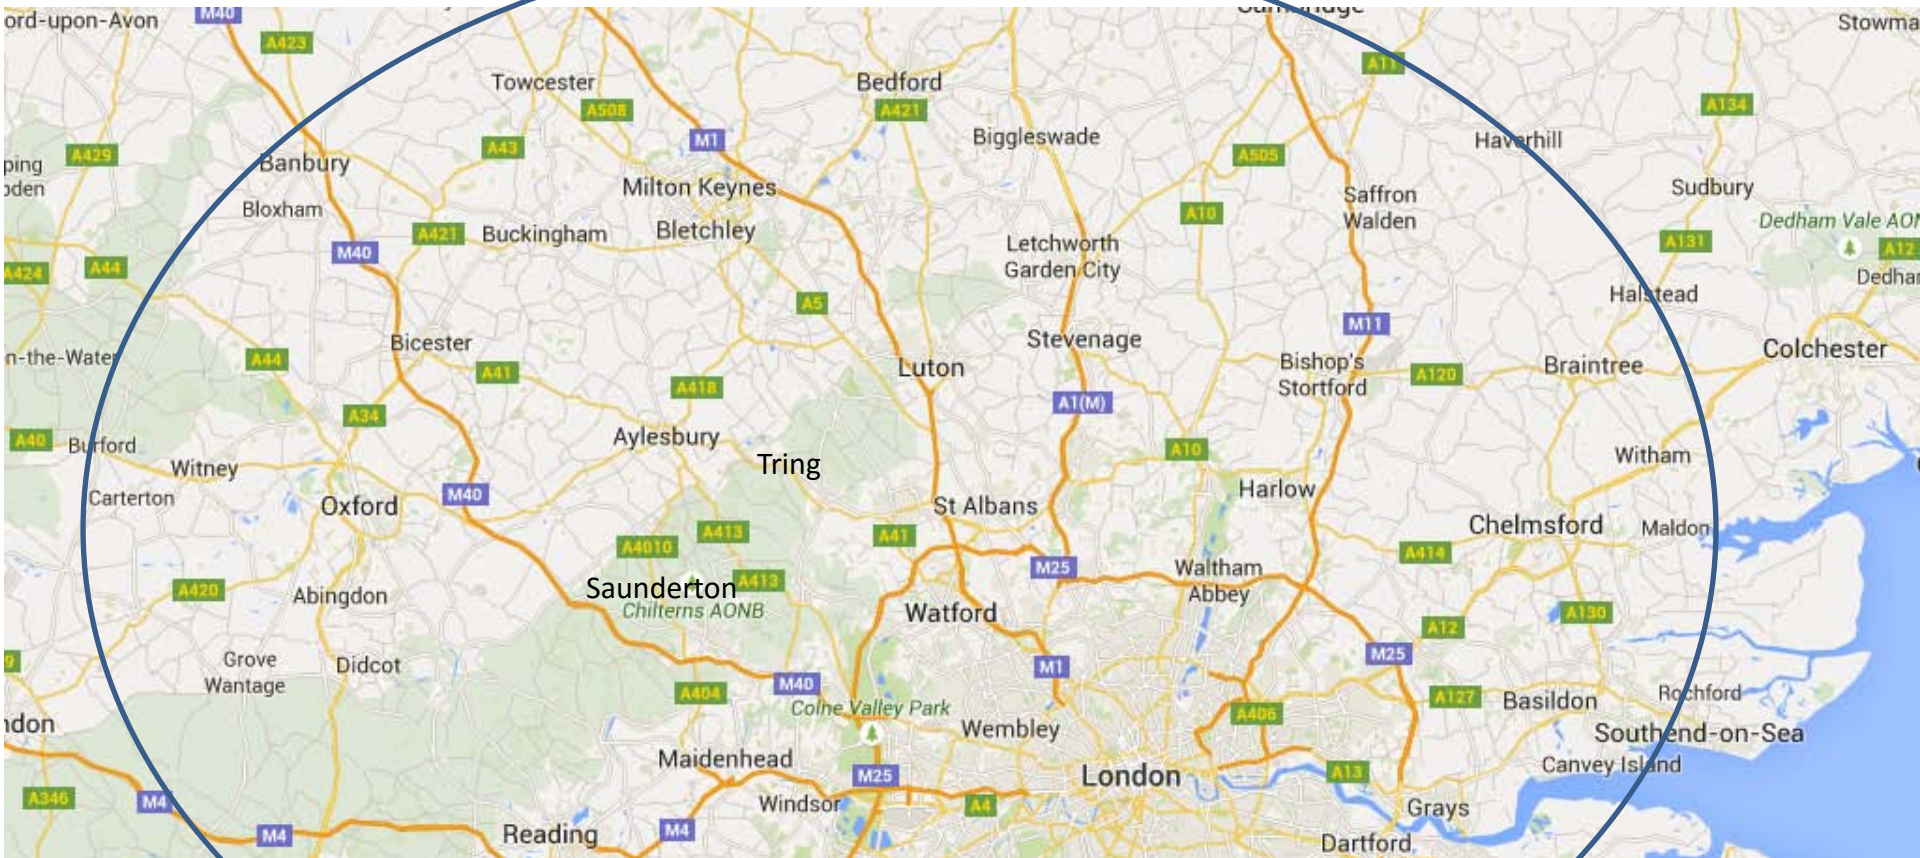 ord-upon-Avon
M40
A423
Cambridge
Stowma
Towcester
Bedford
A11
A508
A421
A134
A429
M1
Biggleswade
Haverhill
A43
A505
ping
oden
Banbury
Milton Keynes
Saffron
Walden
Sudbury
Bloxham
A10
Dedham Vale AON
A421
Buckingham
Bletchley
A131
A12
M40
Letchworth
Garden City
A424
A44
Dedhar
A5
Halstead
M11
Bicester
Stevenage
Colchester
n-the-Water
A44
Luton
Bishop's
Stortford
Braintree
A41
A418
A120
A1(M)
A34
A40
Burford
Aylesbury
A10
Witney
Tring
Witham
Carterton
M40
Harlow
Oxford
St Albans
Chelmsford
Maldon
A413
A41
A4010
A414
M25
Waltham
Abbey
Saunderton
A413
A420
Abingdon
Chilterns AONB
Watford
A130
A12
Grove
Wantage
Didcot
9
M1
M25
M40
A404
A127
Basildon
Rochford
Colne Valley Park
A406
ndon
Wembley
Southend-on-Sea
Maidenhead
Canvey Island
M25
London
A13
A346
M4
Windsor
A4
Grays
M4
Reading
M4
Dartford